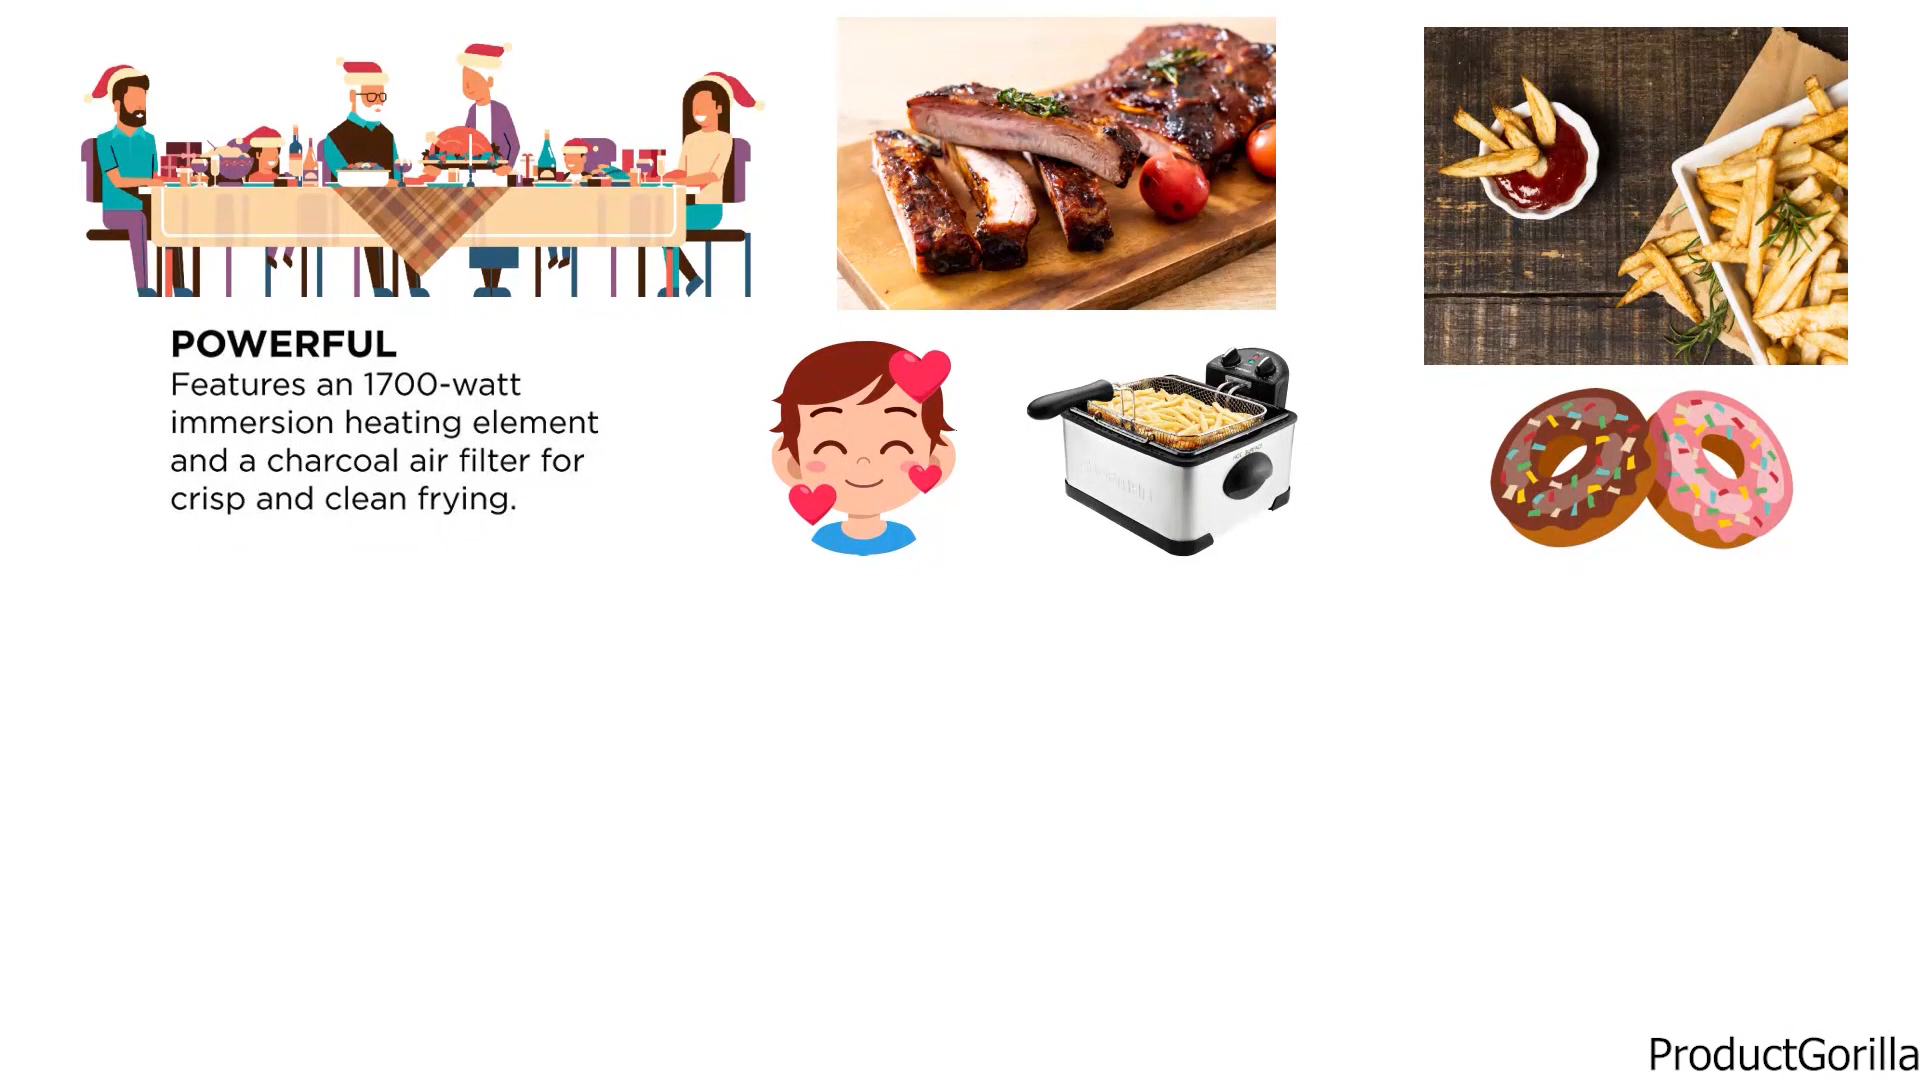 POWERFUL
Features an 1700-watt
immersion heating element
and a charcoal air filter for
crisp and clean frying.
ProductGorilla